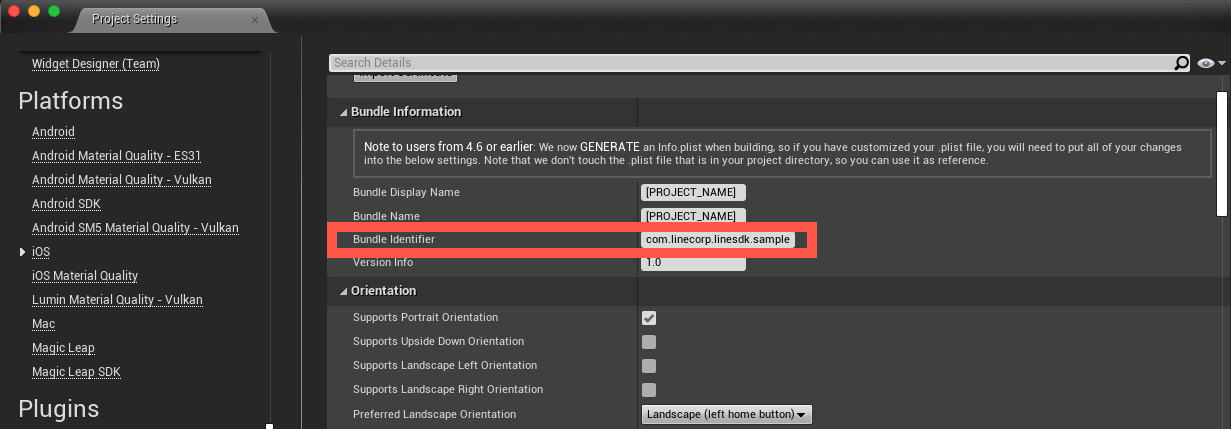 Project Settings
Widget Designer (Team)
Platforms
Android
Android Material Quality - ES31
Android Material Quality - Vulkan
Android SDK
Android SM5 Material Quality - Vulkan
iOS
iOS Material Quality
Lumin Material Quality - Vulkan
Mac
Magic Leap
Magic Leap SDK
Plugins
Search Details
Import Certificate
Bundle Information
Note to users from 4.6 or earlier: We now GENERATE an Info.plist when building, so if you have customized your .plist file, you will need to put all of your changes
into the below settings. Note that we don't touch the .plist file that is in your project directory, so you can use it as reference.
Bundle Display Name [PROJECT_NAME]
Bundle Name [PROJECT_NAME]
Bundle Identifier com.linecorp.linesdk.sample
Version Info 1.0
Orientation
Supports Portrait Orientation
Supports Upside Down Orientation
Supports Landscape Left Orientation
Supports Landscape Right Orientation
Preferred Landscape Orientation Landscape (left home button)